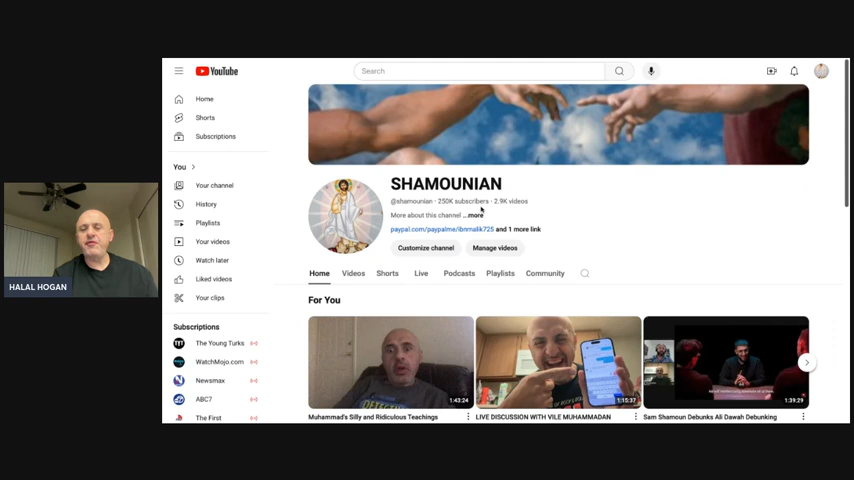 YouTube
Search
Home
Shorts
Subscriptions
You
Your channel
History
Playlists
Your videos
Watch later
Liked videos
Your clips
Subscriptions
The Young Turks
WatchMojo.com
Newsmax
ABC7
The First
HALAL HOGAN
SHAMOUNIAN
@shamounian · 250K subscribers · 2.9K videos
More about this channel ...more
paypal.com/paypalme/ibnmalik725 and 1 more link
Customize channel
Manage videos
Home Videos Shorts Live Podcasts Playlists Community
For You
1:43:24
1:15:37
1:39:29
Muhammad's Silly and Ridiculous Teachings
LIVE DISCUSSION WITH VILE MUHAMMADAN
Sam Shamoun Debunks Ali Dawah Debunking